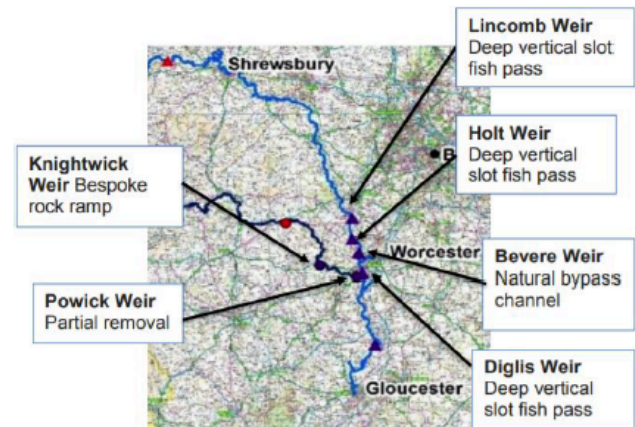 Lincomb Weir
Deep vertical slot
fish pass
Shrewsbury
Holt Weir
Deep vertical
slot fish pass
B
Knightwick
Weir Bespoke
rock ramp
Worcester
Bevere Weir
Natural bypass
channel
Powick Weir
Partial removal
Gloucester
Diglis Weir
Deep vertical
slot fish pass